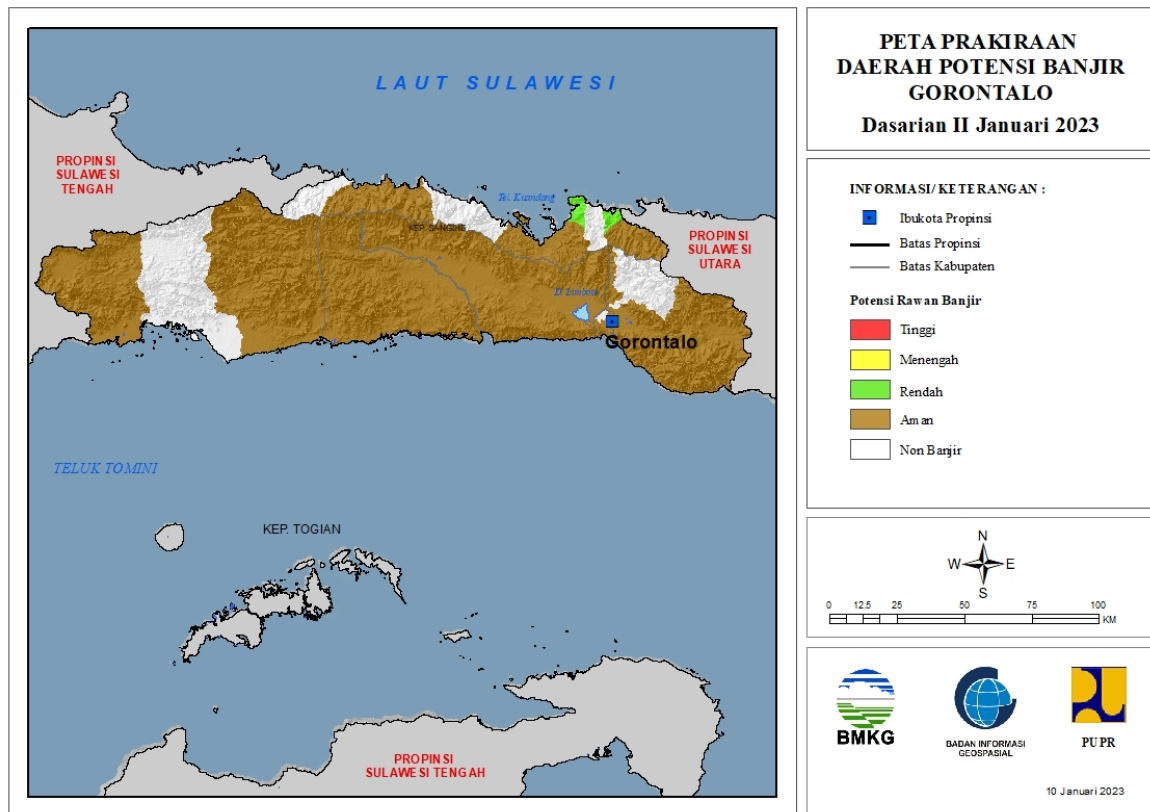 LAUT SULAWESI
PROPINSI
SULAWESI
TENGAH
Tel. Kuandang
KEP. SANGIHE
PROPINSI
SULAWESI
UTARA
D. Limboto
Gorontalo
TELUK TOMINI
KEP. TOGIAN
PROPINSI
SULAWESI TENGAH
PETA PRAKIRAAN
DAERAH POTENSI BANJIR
GORONTALO
Dasarian II Januari 2023
INFORMASI/ KETERANGAN :
Ibukota Propinsi
Batas Propinsi
Batas Kabupaten
Potensi Rawan Banjir
Tinggi
Menengah
Rendah
Aman
Non Banjir
N
W E
S
0 12.5 25 50 75 100
KM
BMKG
BADAN INFORMASI
GEOSPASIAL
PUPR
10 Januari 2023